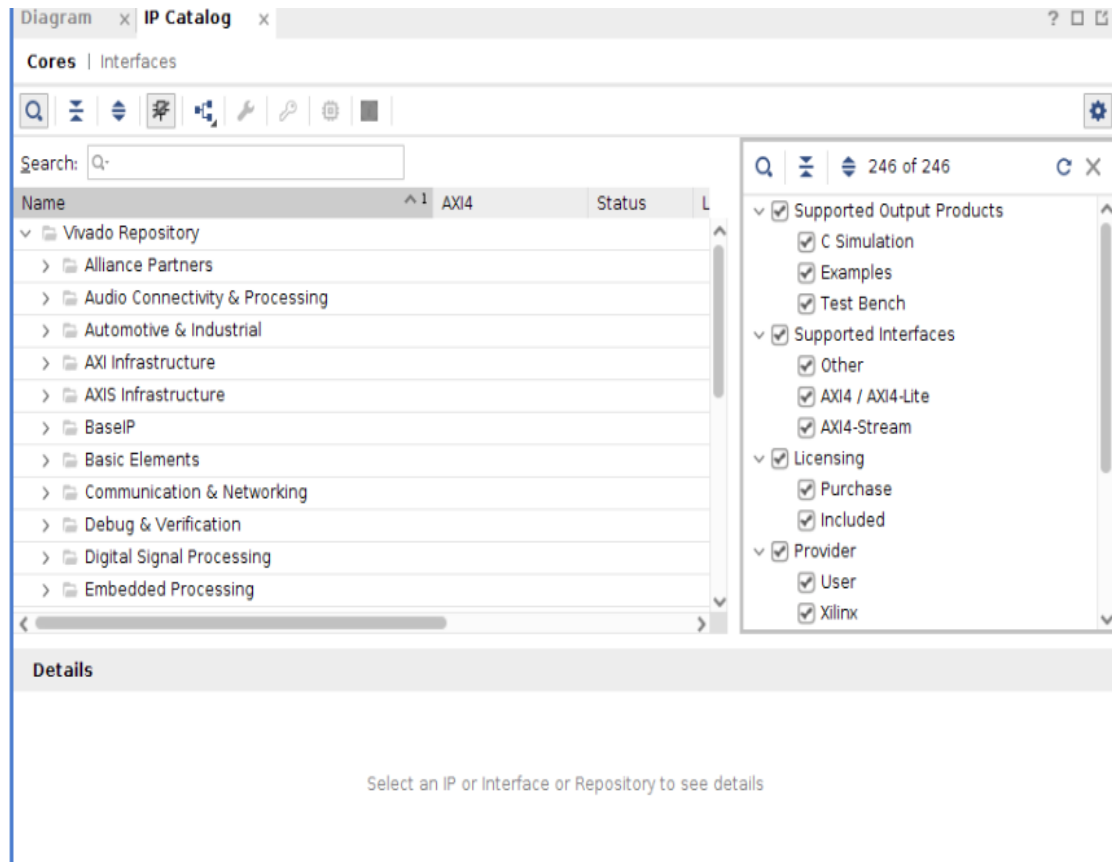 Diagram x IP Catalog x ?
Cores | Interfaces
Search: Q-
Name 1 AXI4 Status L
Vivado Repository
Alliance Partners
Audio Connectivity & Processing
Automotive & Industrial
AXI Infrastructure
AXIS Infrastructure
BaseIP
Basic Elements
Communication & Networking
Debug & Verification
Digital Signal Processing
Embedded Processing
246 of 246
Supported Output Products
C Simulation
Examples
Test Bench
Supported Interfaces
Other
AXI4 / AXI4-Lite
AXI4-Stream
Licensing
Purchase
Included
Provider
User
Xilinx
Details
Select an IP or Interface or Repository to see details